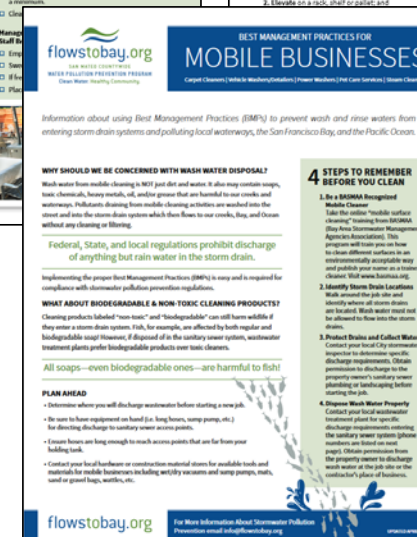 a minimum.
2. Elevate on a rack, shelf or pallet; and
flowstobay.org
SAN MATEO COUNTYWIDE
WATER POLLUTION PREVENTION PROGRAM
Clean Water. Healthy Community.
BEST MANAGEMENT PRACTICES FOR
MOBILE BUSINESSES
Carpet Cleaners | Vehicle Washers/Detailers | Power Washers | Pet Care Services | Steam
Information about using Best Management Practices (BMPs) to prevent wash and rinse waters from
entering storm drain systems and polluting local waterways, the San Francisco Bay, and the Pacific Ocean.
WHY SHOULD WE BE CONCERNED WITH WASH WATER DISPOSAL?
Wash water from mobile cleaning is NOT just dirt and water. It also may contain soaps,
toxic chemicals, heavy metals, oil, and/or grease that are harmful to our creeks and
waterways. Pollutants draining from mobile cleaning activities are washed into the
street and into the storm drain system which then flows to our creeks, Bay, and Ocean
without any cleaning or filtering.
Federal, State, and local regulations prohibit discharge
of anything but rain water in the storm drain.
Implementing the proper Best Management Practices (BMPs) is easy and is required for
compliance with stormwater pollution prevention regulations.
WHAT ABOUT BIODEGRADABLE & NON-TOXIC CLEANING PRODUCTS?
Cleaning products labeled "non-toxic" and "biodegradable" can still harm wildlife if
they enter a storm drain system. Fish, for example, are affected by both regular and
biodegradable soap! However, if disposed of in the sanitary sewer system, wastewater
treatment plants prefer biodegradable products over toxic cleaners.
All soaps—even biodegradable ones—are harmful to fish!
PLAN AHEAD
• Determine where you will discharge wastewater before starting a new job.
• Be sure to have equipment on hand (i.e. long hoses, sump pump, etc.)
for directing discharge to sanitary sewer access points.
• Ensure hoses are long enough to reach access points that are far from your
holding tank.
• Contact your local hardware or construction material stores for available tools and
materials for mobile businesses including wet/dry vacuums and sump pumps, mats,
sand or gravel bags, wattles, etc.
4 STEPS TO REMEMBER
BEFORE YOU CLEAN
1. Be a BASMAA Recognized
Mobile Cleaner
Take the online "mobile surface
cleaning" training from BASMAA
(Bay Area Stormwater Management
Agencies Association). This
program will train you on how
to clean different surfaces in an
environmentally acceptable way
and publish your name as a trained
cleaner. Visit www.basmaa.org.
2. Identify Storm Drain Locations
Walk around the job site and
identify where all storm drains
are located. Wash water must not
be allowed to flow into the storm
drains.
3. Protect Drains and Collect Water
Contact your local City stormwater
inspector to determine specific
discharge requirements. Obtain
permission to discharge to the
property owner's sanitary sewer
plumbing or landscaping before
starting the job.
4. Dispose Wash Water Properly
Contact your local wastewater
treatment plant for specific
discharge requirements entering
the sanitary sewer system (phone
numbers are listed on next
page). Obtain permission from
the property owner to discharge
wash water at the job site or the
contractor's place of business.
flowstobay.org
For More Information About Stormwater Pollution
Prevention email info@flowstobay.org